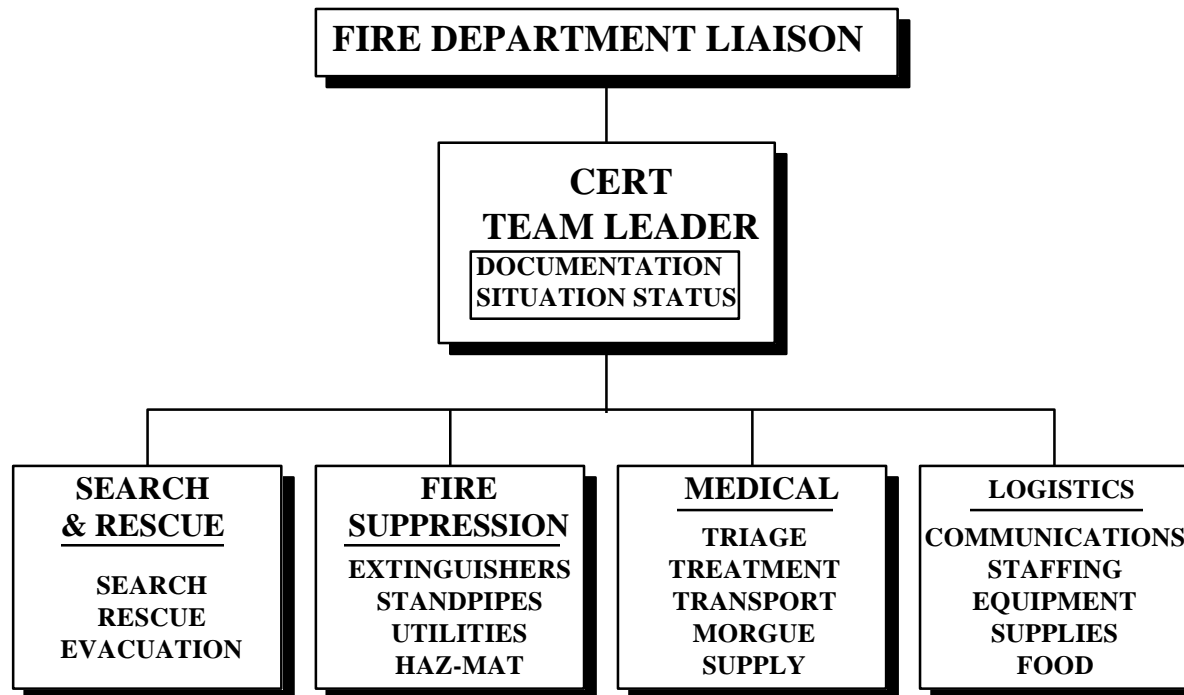 FIRE DEPARTMENT LIAISON
CERT
TEAM LEADER
DOCUMENTATION
SITUATION STATUS
SEARCH
& RESCUE
SEARCH
RESCUE
EVACUATION
FIRE
SUPPRESSION
EXTINGUISHERS
STANDPIPES
UTILITIES
HAZ-MAT
MEDICAL
TRIAGE
TREATMENT
TRANSPORT
MORGUE
SUPPLY
LOGISTICS
COMMUNICATIONS
STAFFING
EQUIPMENT
SUPPLIES
FOOD